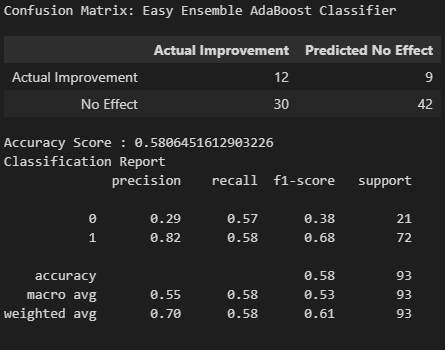 Confusion Matrix: Easy Ensemble AdaBoost Classifier
Actual Improvement Predicted No Effect
Actual Improvement 12 9
No Effect 30 42
Accuracy Score : 0.5806451612903226
Classification Report
precision recall f1-score support
0 0.29 0.57 0.38 21
1 0.82 0.58 0.68 72
accuracy 0.58 93
macro avg 0.55 0.58 0.53 93
weighted avg 0.70 0.58 0.61 93